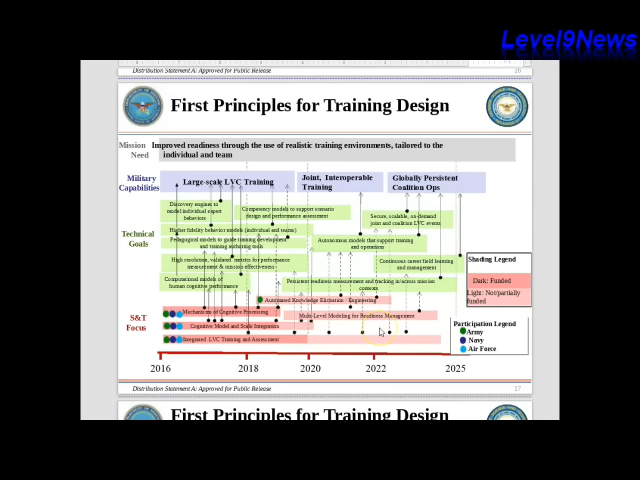 Level9News
Distribution Statement A: Approved for Public Release
16
First Principles for Training Design
Mission Need
Improved readiness through the use of realistic training environments, tailored to the
individual and team
Military
Capabilities
Large-scale LVC Training
Joint, Interoperable
Training
Globally Persistent
Coalition Ops
Technical
Goals
Discovery engines to
model individual expert
behaviors
Competency models to support scenario
design and performance assessment
Secure, scalable, on-demand
joint and coalition LVC events
Higher fidelity behavior models (individual and teams)
Pedagogical models to guide training development
and training authoring tools
Autonomous models that support training
and operations
High resolution, validated metrics for performance
measurement & mission effectiveness
Continuous career field learning
and management
Computational models of
human cognitive performance
Persistent readiness measurement and tracking in/across mission
contexts
Shading Legend
Dark: Funded
Light: Not/partially
funded
S&T
Focus
Automated Knowledge Elicitation / Engineering
Mechanisms of Cognitive Processing
Multi-Level Modeling for Readiness Management
Cognitive Model and Scale Integration
Integrated LVC Training and Assessment
Participation Legend
Army
Navy
Air Force
2016
2018
2020
2022
2025
Distribution Statement A: Approved for Public Release
17
First Principles for Training Design